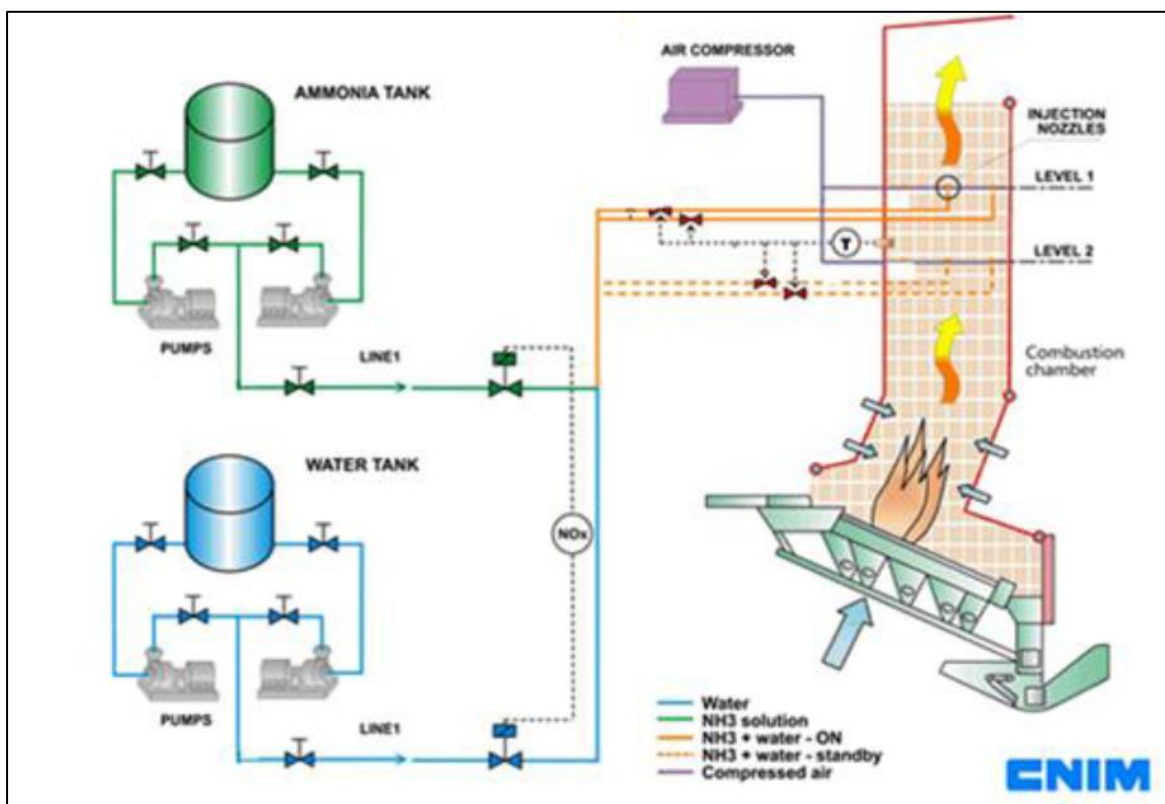 AIR COMPRESSOR
AMMONIA TANK
INJECTION
NOZZLES
LEVEL 1
T
LEVEL 2
PUMPS
LINE1
Combustion
chamber
WATER TANK
NOx
PUMPS
LINE1
Water
NH3 solution
NH3 + water - ON
NH3 + water - standby
Compressed air
CNIM